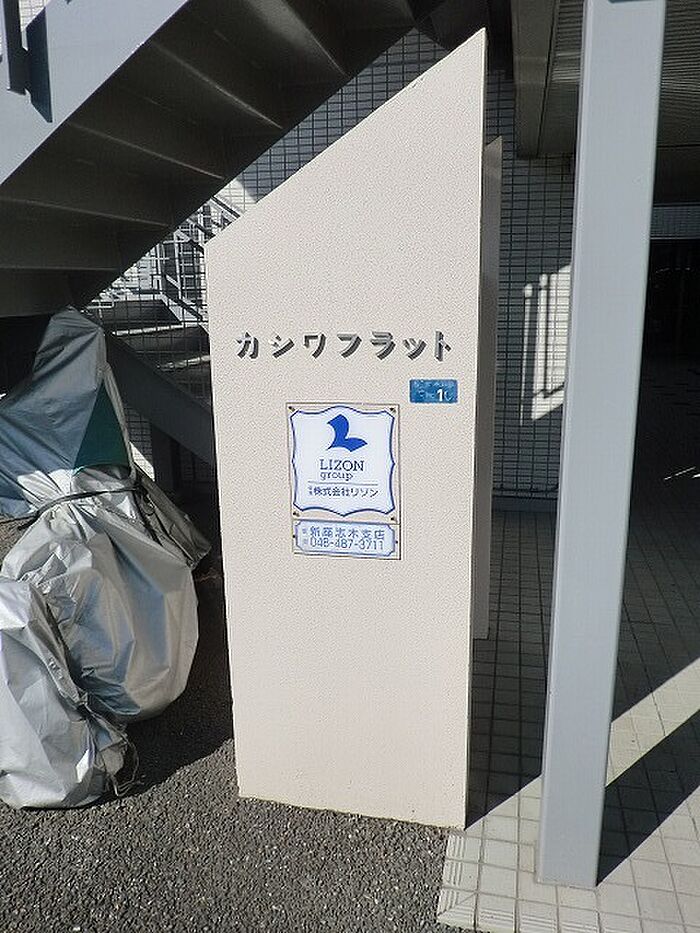 カシワフラット
LIZON
group
株式会社リゾン
新座志木支店
048-487-3711